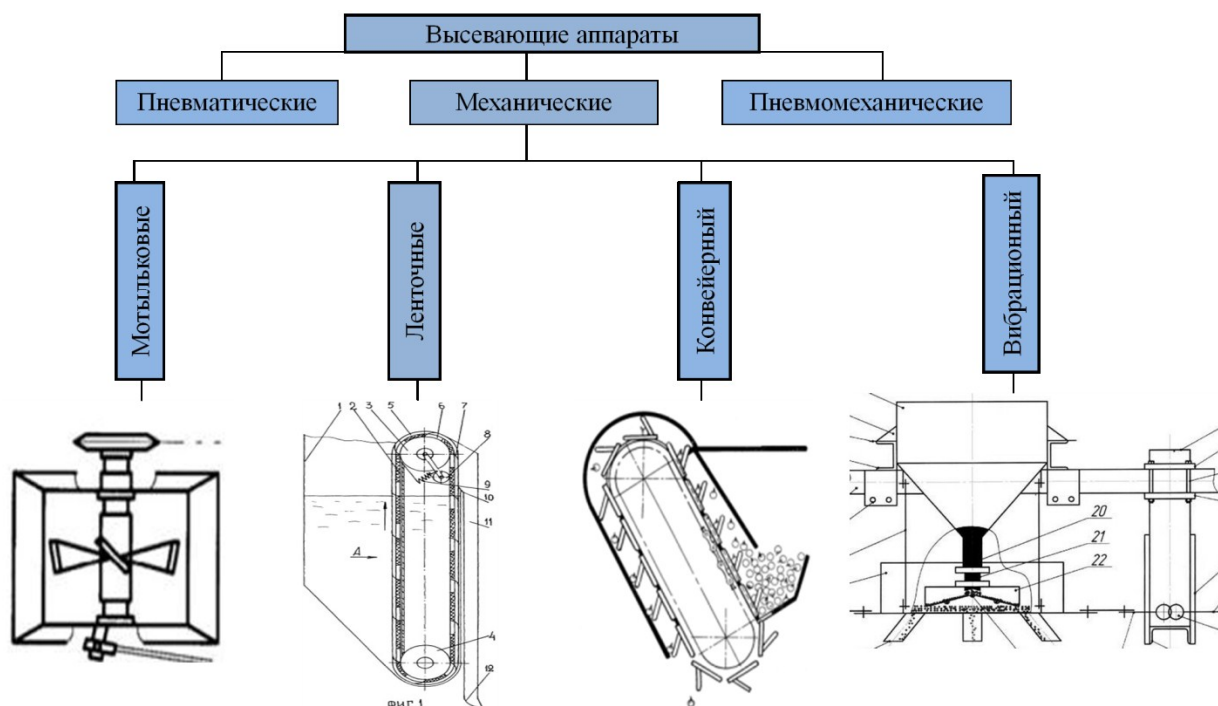 Высевающие аппараты
Пневматические
Механические
Пневмомеханические
Мотыльковые
Ленточные
Конвейерный
Вибрационный
1 2 3 5 6 7
8
9
10
11
А
4
12
фиг.1
20
21
22